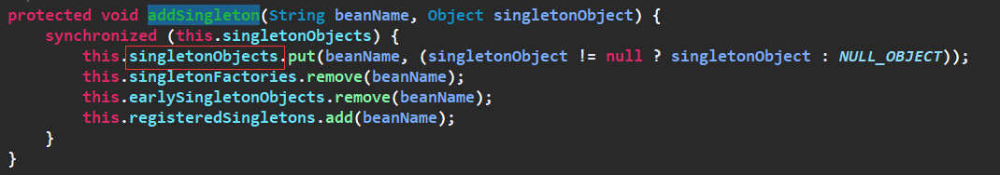 protected void addSingleton(String beanName, Object singletonObject) {
synchronized (this.singletonObjects) {
this.singletonObjects.put(beanName, (singletonObject != null ? singletonObject : NULL_OBJECT));
this.singletonFactories.remove(beanName);
this.earlySingletonObjects.remove(beanName);
this.registeredSingletons.add(beanName);
}
}